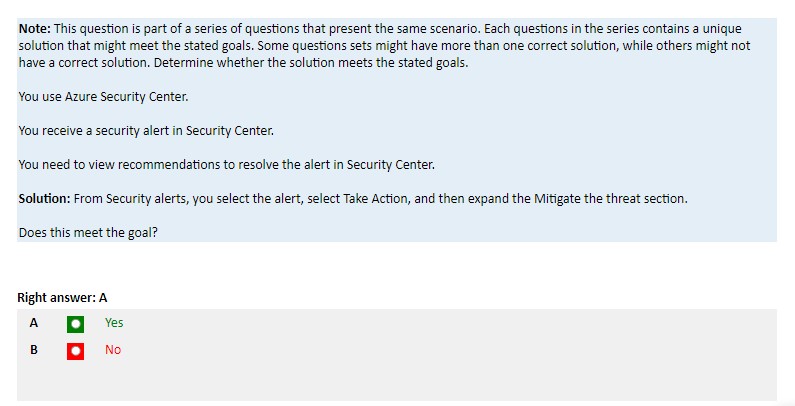 Note: This question is part of a series of questions that present the same scenario. Each questions in the series contains a unique
solution that might meet the stated goals. Some questions sets might have more than one correct solution, while others might not
have a correct solution. Determine whether the solution meets the stated goals.
You use Azure Security Center.
You receive a security alert in Security Center.
You need to view recommendations to resolve the alert in Security Center.
Solution: From Security alerts, you select the alert, select Take Action, and then expand the Mitigate the threat section.
Does this meet the goal?
Right answer: A
A Yes
B No